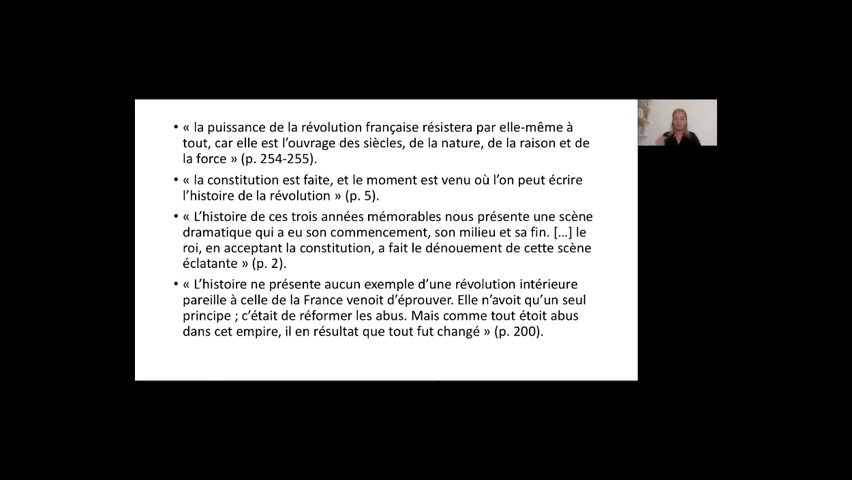 • « la puissance de la révolution française résistera par elle-même à
tout, car elle est l'ouvrage des siècles, de la nature, de la raison et de
la force » (p. 254-255).
• « la constitution est faite, et le moment est venu où l'on peut écrire
l'histoire de la révolution » (p. 5).
• « L'histoire de ces trois années mémorables nous présente une scène
dramatique qui a eu son commencement, son milieu et sa fin. […] le
roi, en acceptant la constitution, a fait le dénouement de cette scène
éclatante » (p. 2).
• « L'histoire ne présente aucun exemple d'une révolution intérieure
pareille à celle de la France venoit d'éprouver. Elle n'avoit qu'un seul
principe ; c'était de réformer les abus. Mais comme tout étoit abus
dans cet empire, il en résultat que tout fut changé » (p. 200).